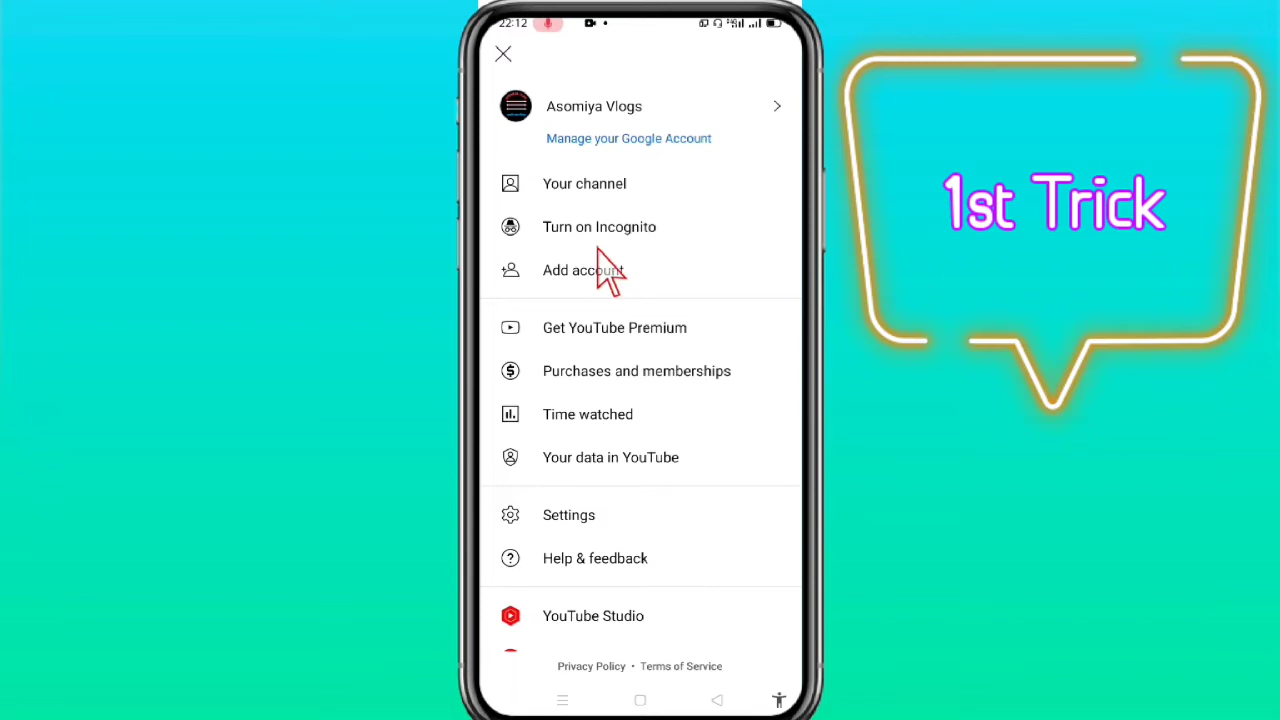 22:12
Asomiya Vlogs
Manage your Google Account
Your channel
Turn on Incognito
Add account
Get YouTube Premium
Purchases and memberships
Time watched
Your data in YouTube
Settings
Help & feedback
YouTube Studio
Privacy Policy • Terms of Service
1st Trick